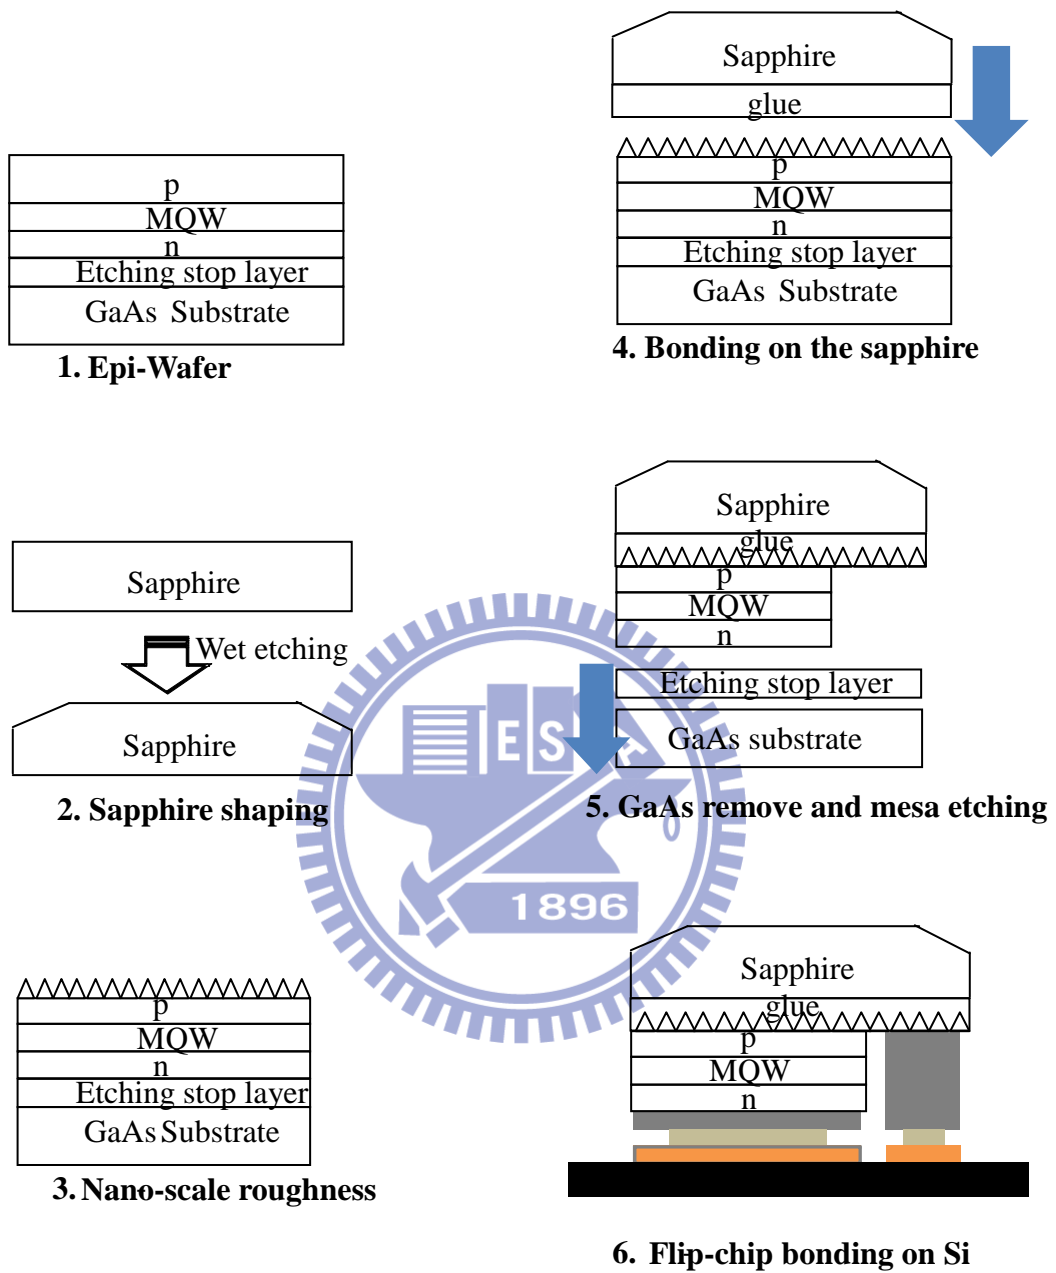 p
MQW
n
Etching stop layer
GaAs Substrate
1. Epi-Wafer
Sapphire
Wet etching
Sapphire
2. Sapphire shaping
p
MQW
n
Etching stop layer
GaAs Substrate
3. Nano-scale roughness
Sapphire
glue
p
MQW
n
Etching stop layer
GaAs Substrate
4. Bonding on the sapphire
Sapphire
glue
p
MQW
n
Etching stop layer
GaAs substrate
5. GaAs remove and mesa etching
Sapphire
glue
p
MQW
n
6. Flip-chip bonding on Si
E S
1896